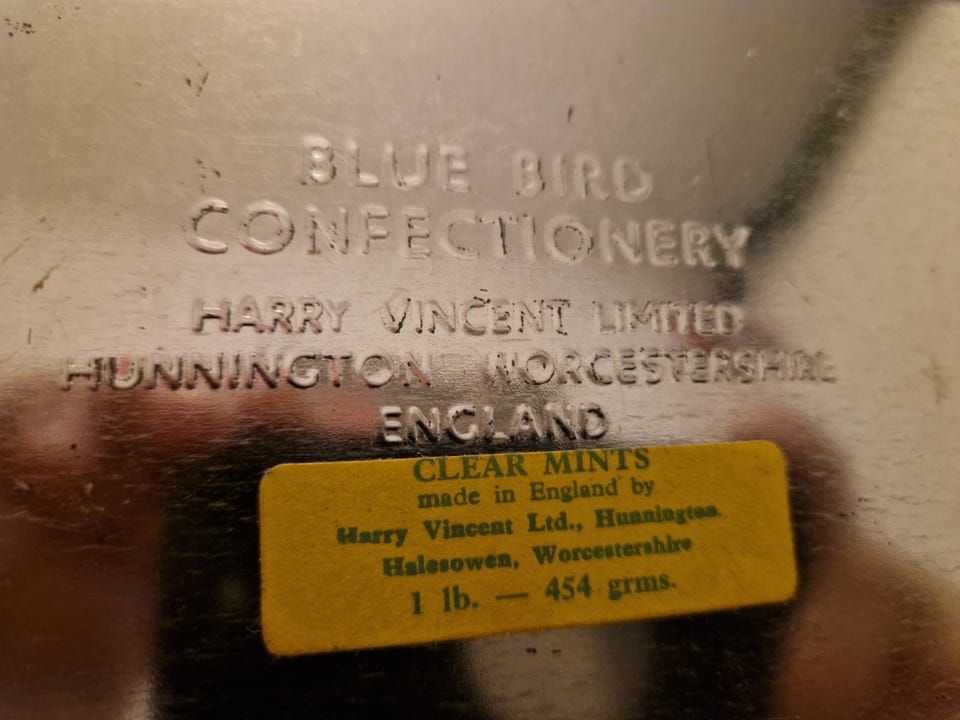 BLUE BIRD
CONFECTIONERY
HARRY VINCENT LIMITED
HUNNINGTON WORCESTERSHIRE
ENGLAND
CLEAR MINTS
made in England by
Harry Vincent Ltd., Hunnington.
Halesowen, Worcestershire
1 lb. — 454 grms.